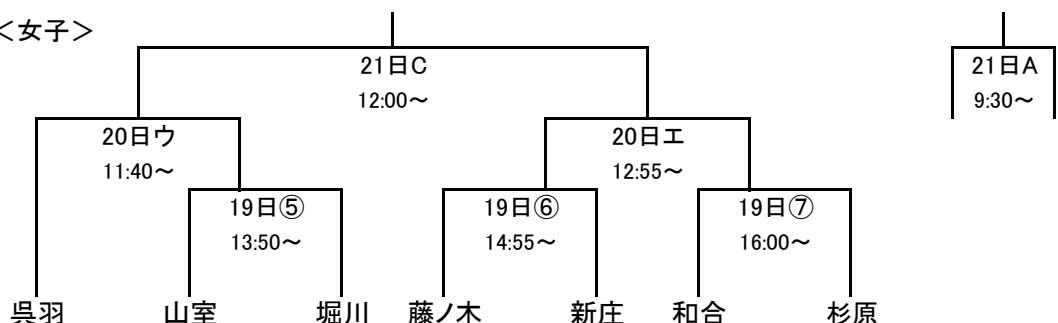 <女子>
21日C
12:00~
21日A
9:30~
20日ウ
11:40~
20日エ
12:55~
19日⑤
13:50~
19日⑥
14:55~
19日⑦
16:00~
呉羽 山室 堀川 藤ノ木 新庄 和合 杉原